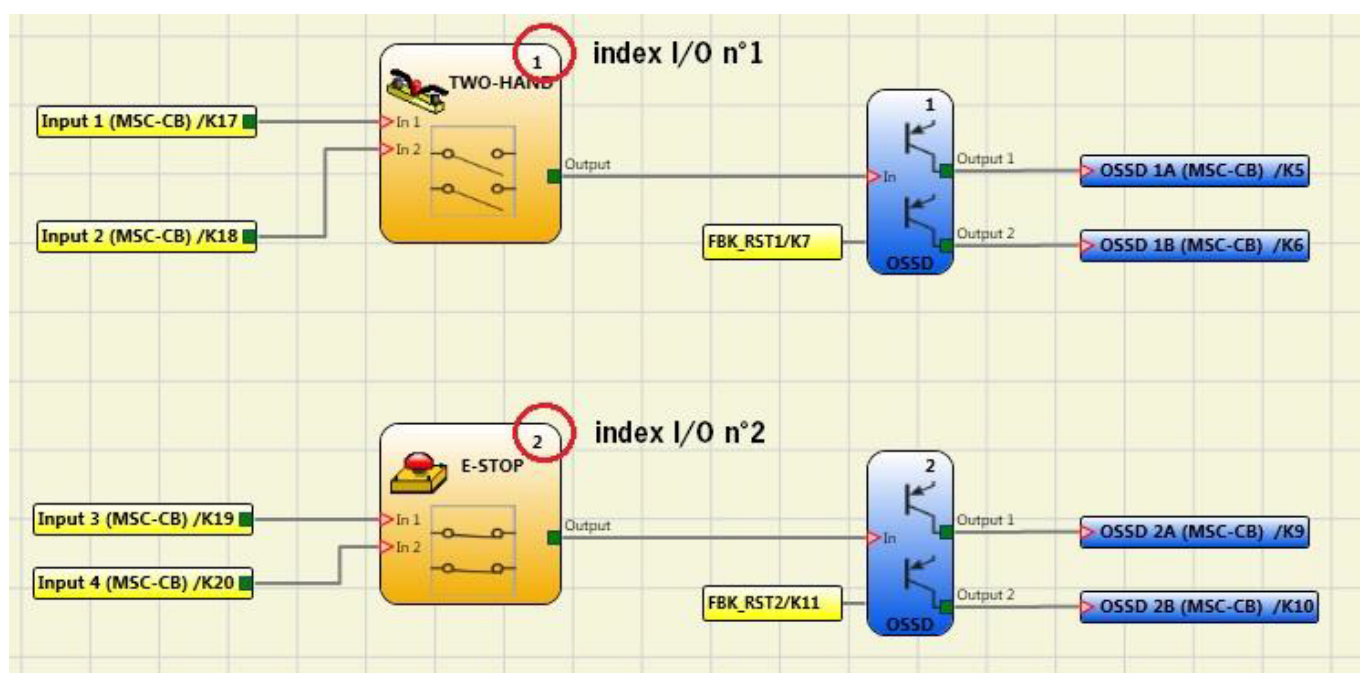 1
index I/O n°1
TWO-HAND
Input 1 (MSC-CB) /K17
In 1
In 2
Output
Input 2 (MSC-CB) /K18
1
In
Output 1
OSSD 1A (MSC-CB) /K5
FBK_RST1/K7
Output 2
OSSD 1B (MSC-CB) /K6
OSSD
2
index I/O n°2
E-STOP
Input 3 (MSC-CB) /K19
In 1
In 2
Output
Input 4 (MSC-CB) /K20
2
In
Output 1
OSSD 2A (MSC-CB) /K9
FBK_RST2/K11
Output 2
OSSD 2B (MSC-CB) /K10
OSSD